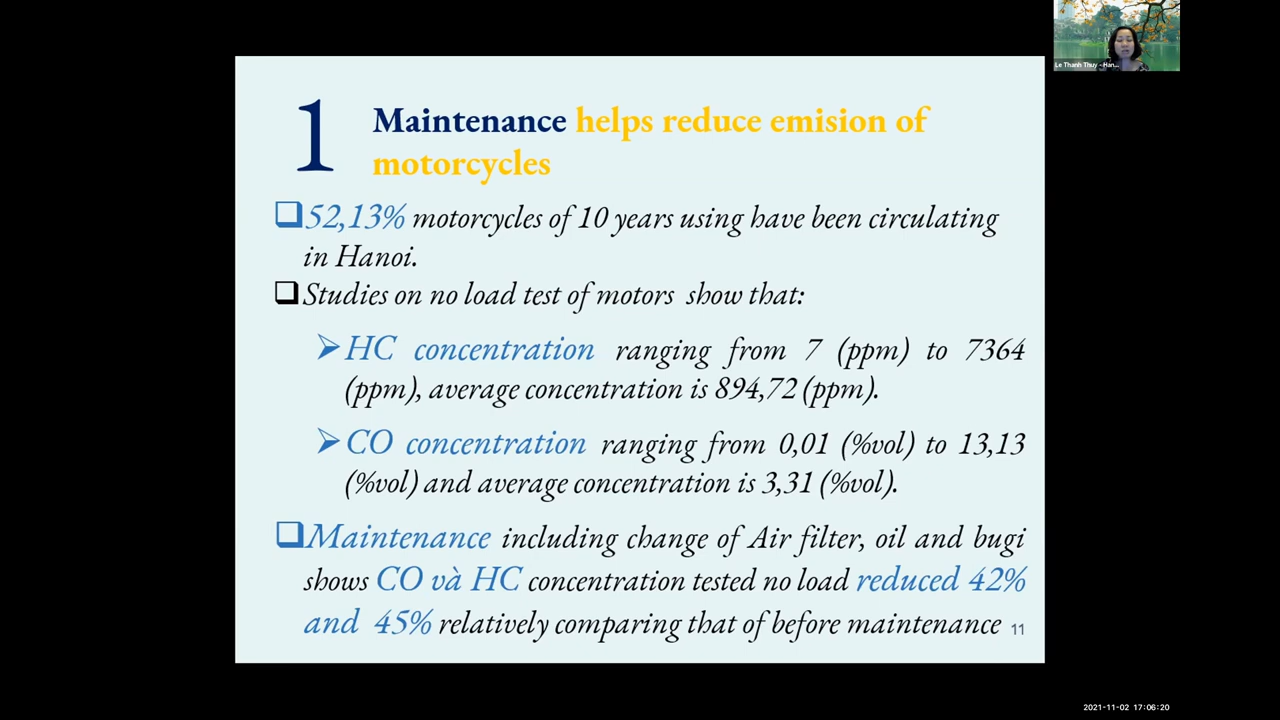 Le Thanh Thuy - Han...
1
Maintenance helps reduce emision of
motorcycles
❑52,13% motorcycles of 10 years using have been circulating
in Hanoi.
❑Studies on no load test of motors show that:
➢HC concentration ranging from 7 (ppm) to 7364
(ppm), average concentration is 894,72 (ppm).
➢CO concentration ranging from 0,01 (%vol) to 13,13
(%vol) and average concentration is 3,31 (%vol).
❑Maintenance including change of Air filter, oil and bugi
shows CO và HC concentration tested no load reduced 42%
and 45% relatively comparing that of before maintenance
11
2021-11-02 17:06:20